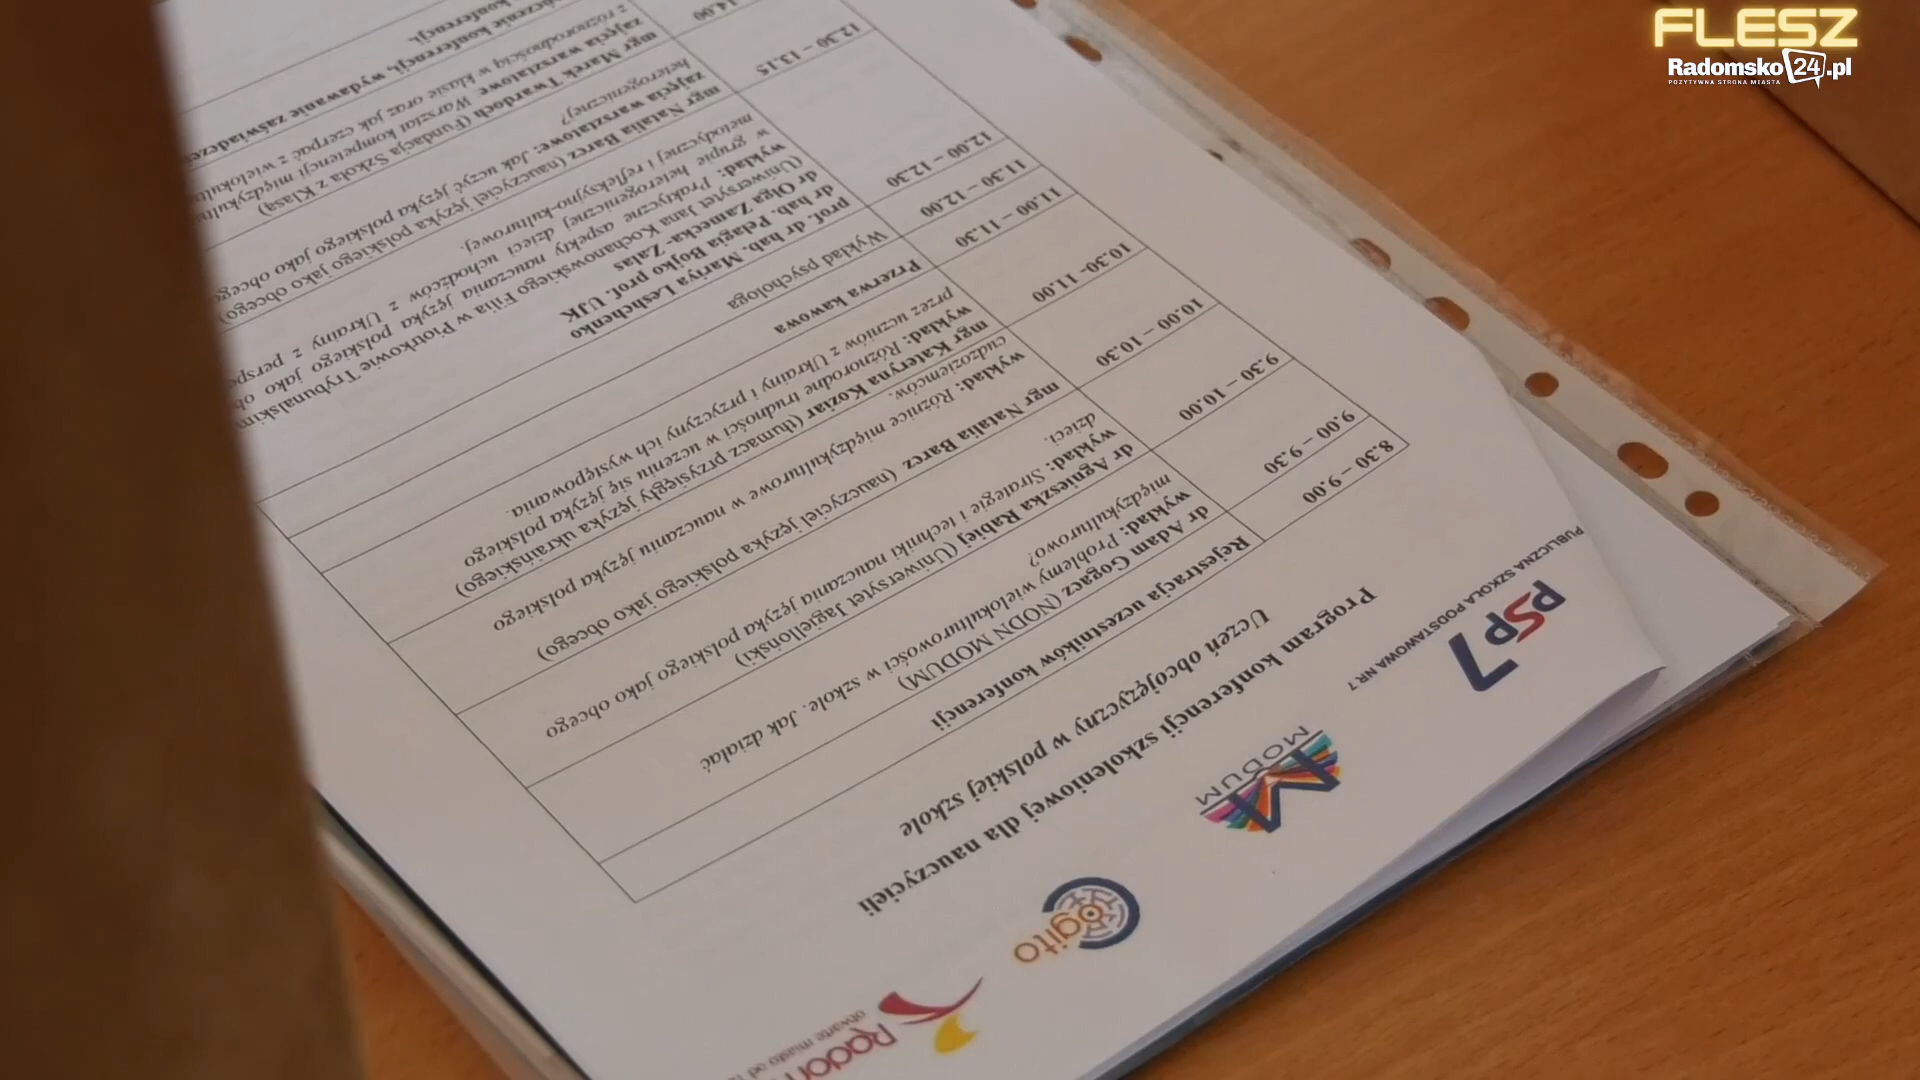 FLESZ
Radomsko24.pl
POZYTYWNA STRONA MIASTA
PSP7
PUBLICZNA SZKOŁA PODSTAWOWA NR 7
MODUM
Cogito
Program konferencji szkoleniowej dla nauczycieli
Uczeń obcojęzyczny w polskiej szkole
8.30 – 9.00
Rejestracja uczestników konferencji
9.00 – 9.30
dr Adam Gogacz (NODN MODUM)
wykład: Problemy wielokulturowości w szkole. Jak działać
międzykulturowo?
9.30 – 10.00
dr Agnieszka Rabiej (Uniwersytet Jagielloński)
wykład: Strategie i techniki nauczania języka polskiego jako obcego
dzieci.
10.00 – 10.30
mgr Natalia Barcz (nauczyciel języka polskiego jako obcego)
wykład: Różnice międzykulturowe w nauczaniu języka polskiego
cudzoziemców.
10.30- 11.00
mgr Kateryna Koziar (tłumacz przysięgły języka ukraińskiego)
wykład: Różnorodne trudności w uczeniu się języka polskiego
przez uczniów z Ukrainy i przyczyny ich występowania.
11.00 – 11.30
Przerwa kawowa
11.30 – 12.00
Wykład psychologa
12.00 – 12.30
prof. dr hab. Mariya Leshchenko
dr hab. Pelagia Bojko prof. UJK
dr Olga Zamecka- Zalas
(Uniwersytet Jana Kochanowskiego Filia w Piotrkowie Trybunalskim
wykład: Praktyczne aspekty nauczania języka polskiego jako
w grupie heterogenicznej dzieci uchodźców z Ukrainy z
metodycznej i refleksyjno-kulturowej.
12.30 – 13.15
mgr Natalia Barcz (nauczyciel języka polskiego jako obcego)
zajęcia warsztatowe: Jak uczyć języka polskiego jako
heterogenicznej?
mgr Marek Twardoch (Fundacja Szkoła z Klasą)
zajęcia warsztatowe: Warsztat kompetencji
z różnorodnością w klasie oraz jak czerpać z
14.00
konferencji, wydawanie
konferencji.